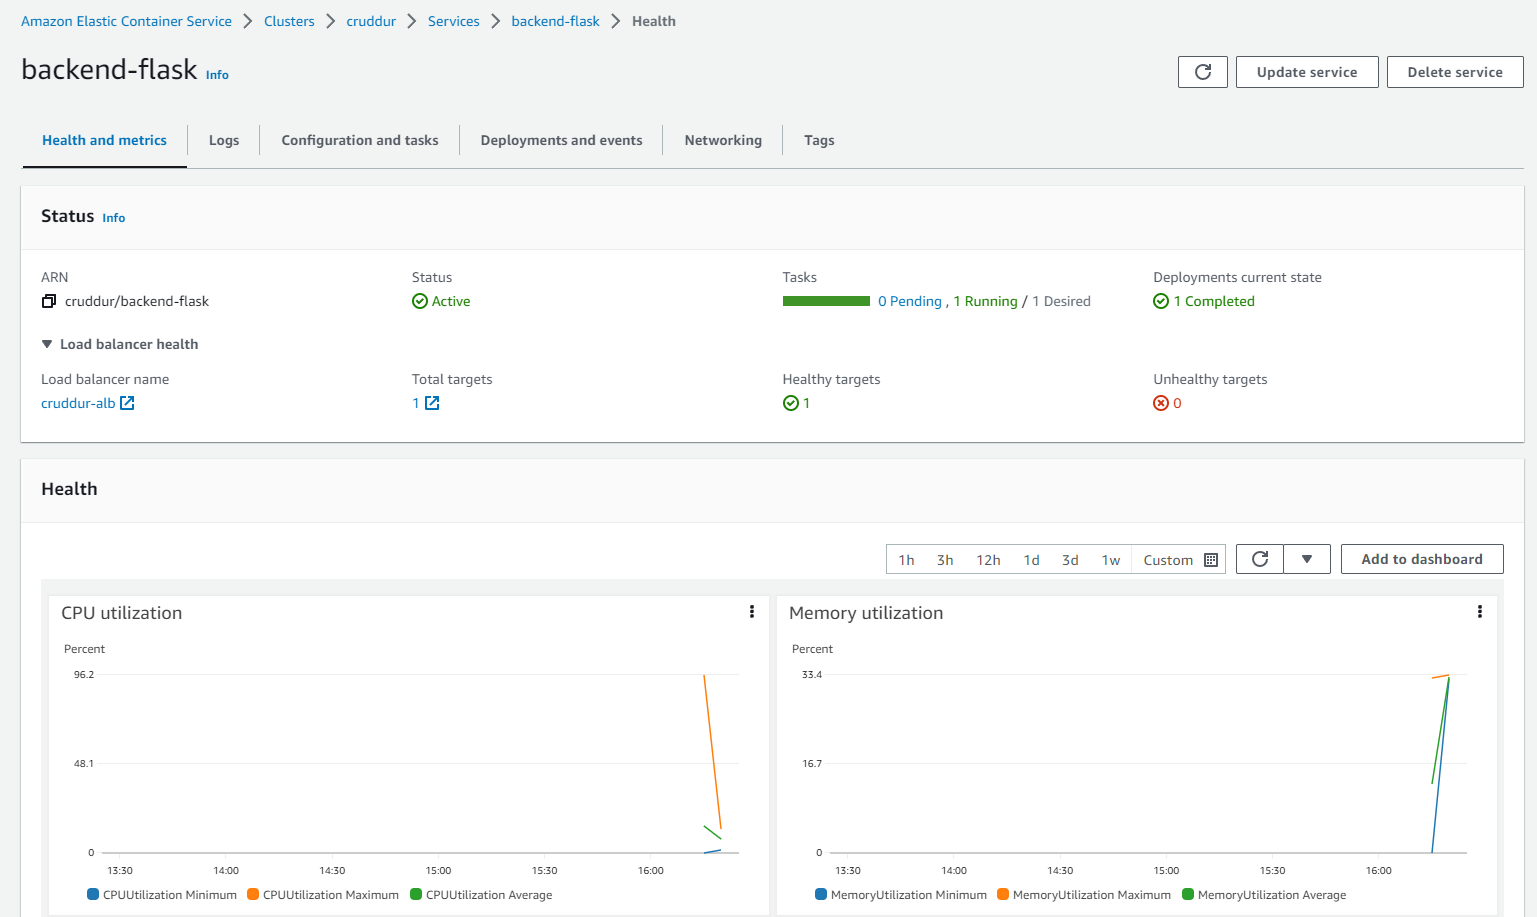 Amazon Elastic Container Service > Clusters > cruddur > Services > backend-flask > Health
backend-flask Info
Update service
Delete service
Health and metrics
Logs
Configuration and tasks
Deployments and events
Networking
Tags
Status Info
ARN
Status
Tasks
Deployments current state
cruddur/backend-flask
Active
0 Pending , 1 Running / 1 Desired
1 Completed
Load balancer health
Load balancer name
Total targets
Healthy targets
Unhealthy targets
cruddur-alb
1
1
0
Health
1h 3h 12h 1d 3d 1w Custom
Add to dashboard
CPU utilization
Percent
96.2
48.1
0
13:30 14:00 14:30 15:00 15:30 16:00
CPUUtilization Minimum CPUUtilization Maximum CPUUtilization Average
Memory utilization
Percent
33.4
16.7
0
13:30 14:00 14:30 15:00 15:30 16:00
MemoryUtilization Minimum MemoryUtilization Maximum MemoryUtilization Average